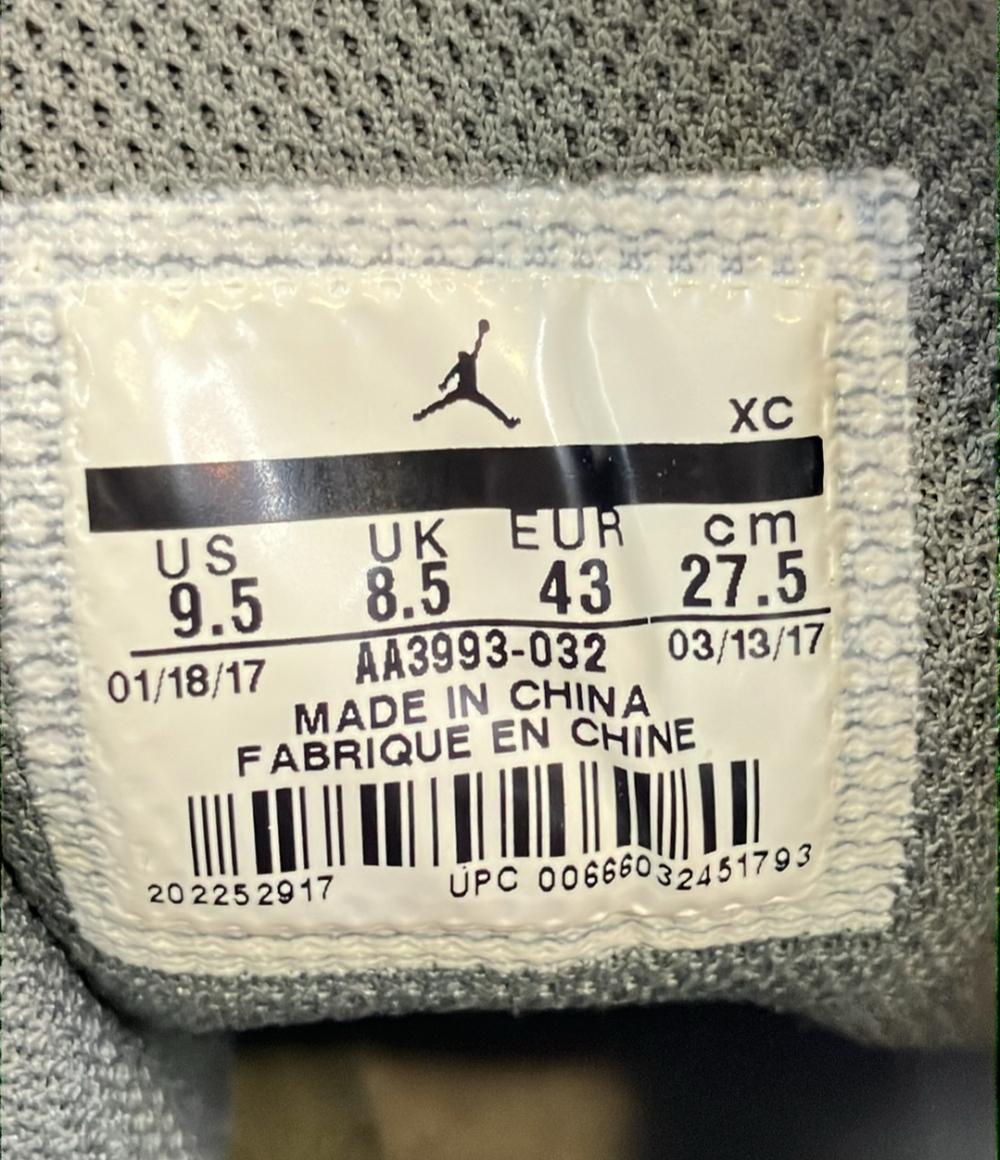 XC
US UK EUR cm
9.5 8.5 43 27.5
01/18/17 AA3993-032 03/13/17
MADE IN CHINA
FABRIQUE EN CHINE
202252917 UPC 00666032451793